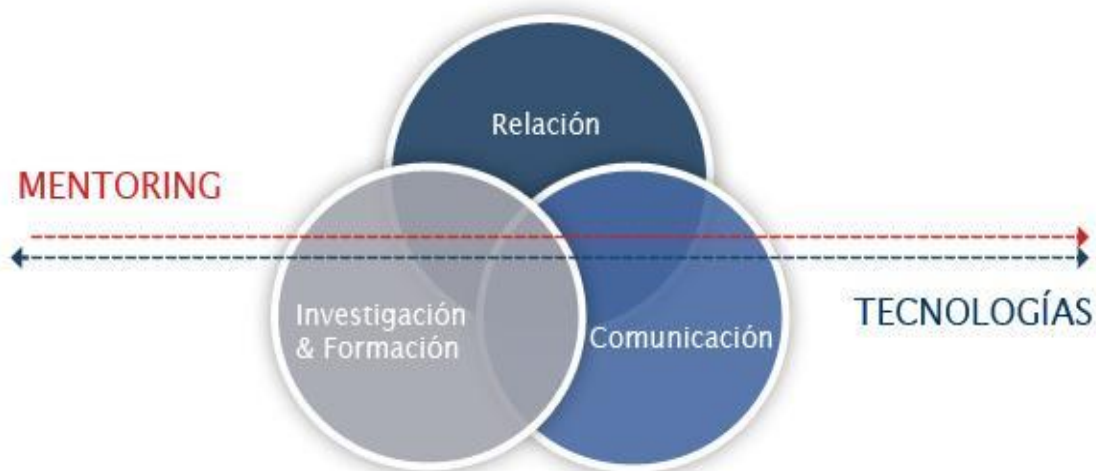 Relación
MENTORING
Investigación
& Formación
Comunicación
TECNOLOGÍAS